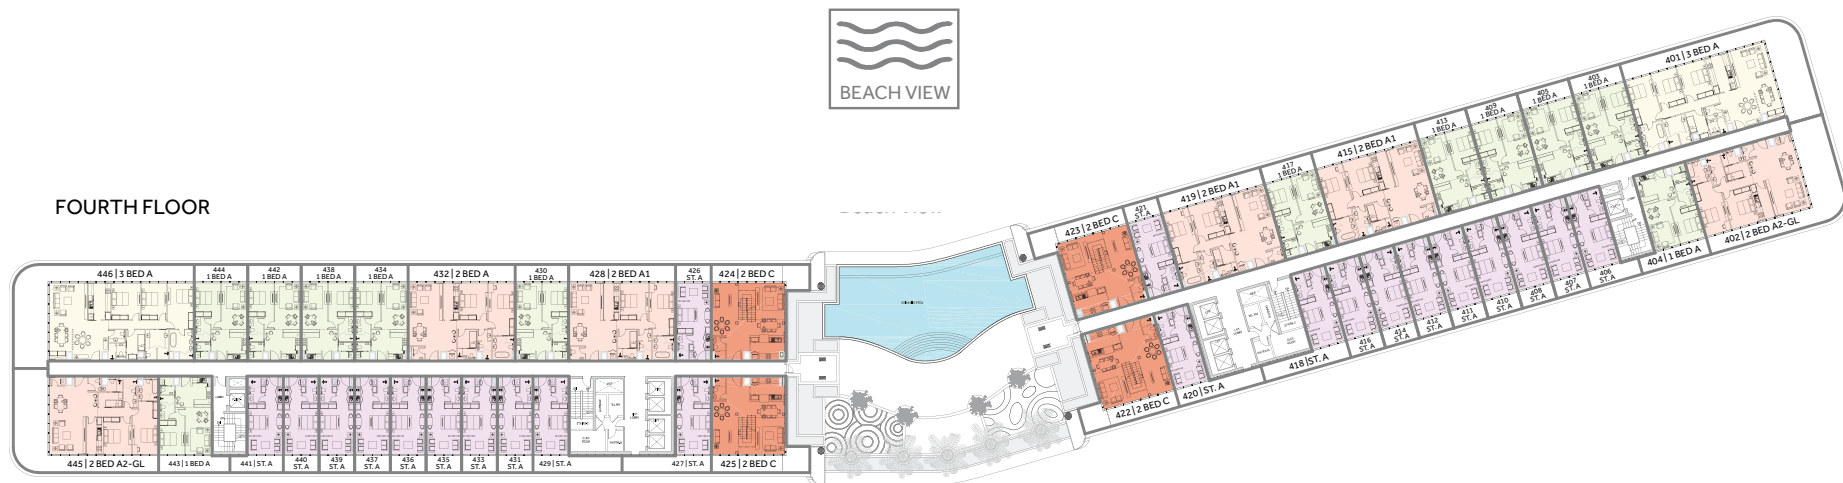 BEACH VIEW
FOURTH FLOOR
446 | 3 BED A
444
1 BED A
442
1 BED A
438
1 BED A
434
1 BED A
432 | 2 BED A
430
1 BED A
428 | 2 BED A1
426
ST. A
424 | 2 BED C
445 | 2 BED A2-GL
443 | 1 BED A
441 | ST. A
440
ST. A
439
ST. A
437
ST. A
436
ST. A
435
ST. A
433
ST. A
431
ST. A
429 | ST. A
427 | ST. A
425 | 2 BED C
423 | 2 BED C
421
ST. A
419 | 2 BED A1
417
1 BED A
415 | 2 BED A1
413
1 BED A
409
1 BED A
405
1 BED A
403
1 BED A
401 | 3 BED A
422 | 2 BED C
420 | ST. A
418 | ST. A
416
ST. A
414
ST. A
412
ST. A
411
ST. A
410
ST. A
408
ST. A
407
ST. A
406
ST. A
404 | 1 BED A
402 | 2 BED A2-GL